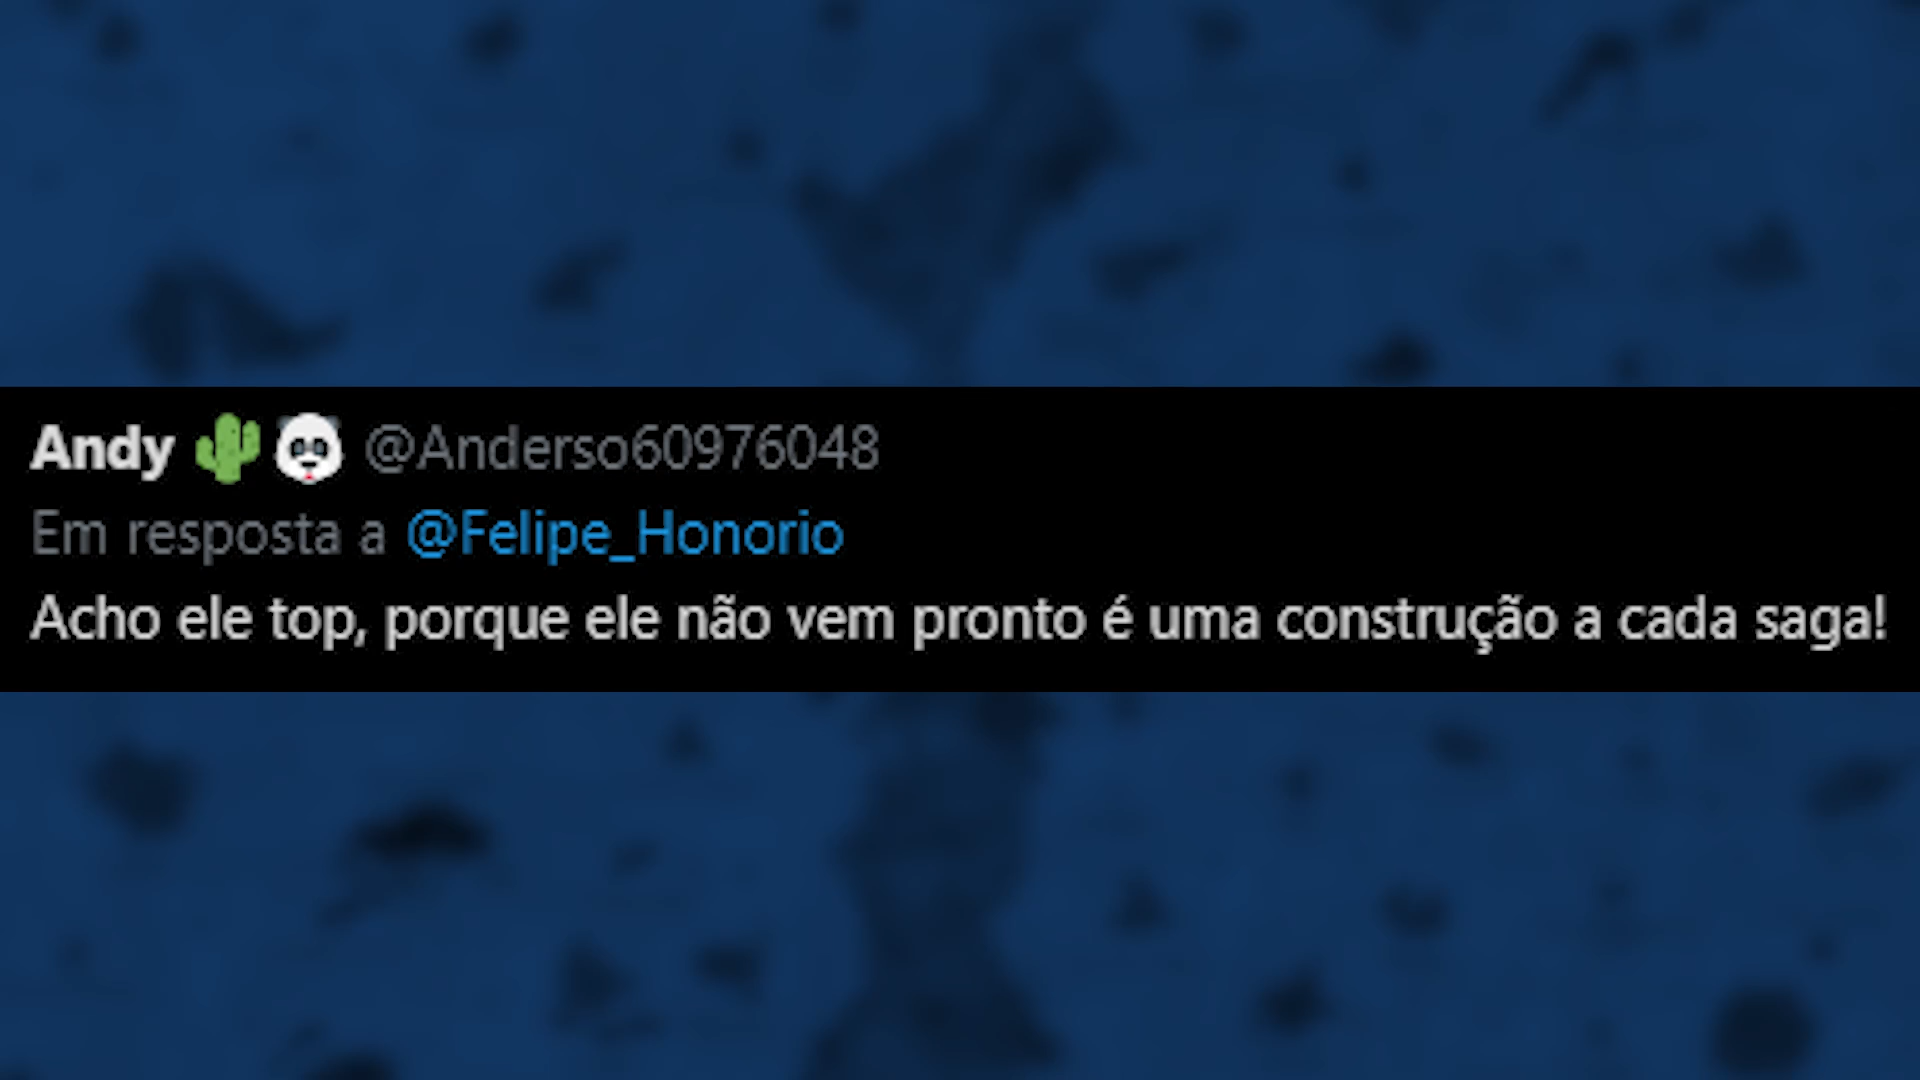 Andy 🌵🐼 @Anderso60976048
Em resposta a @Felipe_Honorio
Acho ele top, porque ele não vem pronto é uma construção a cada saga!